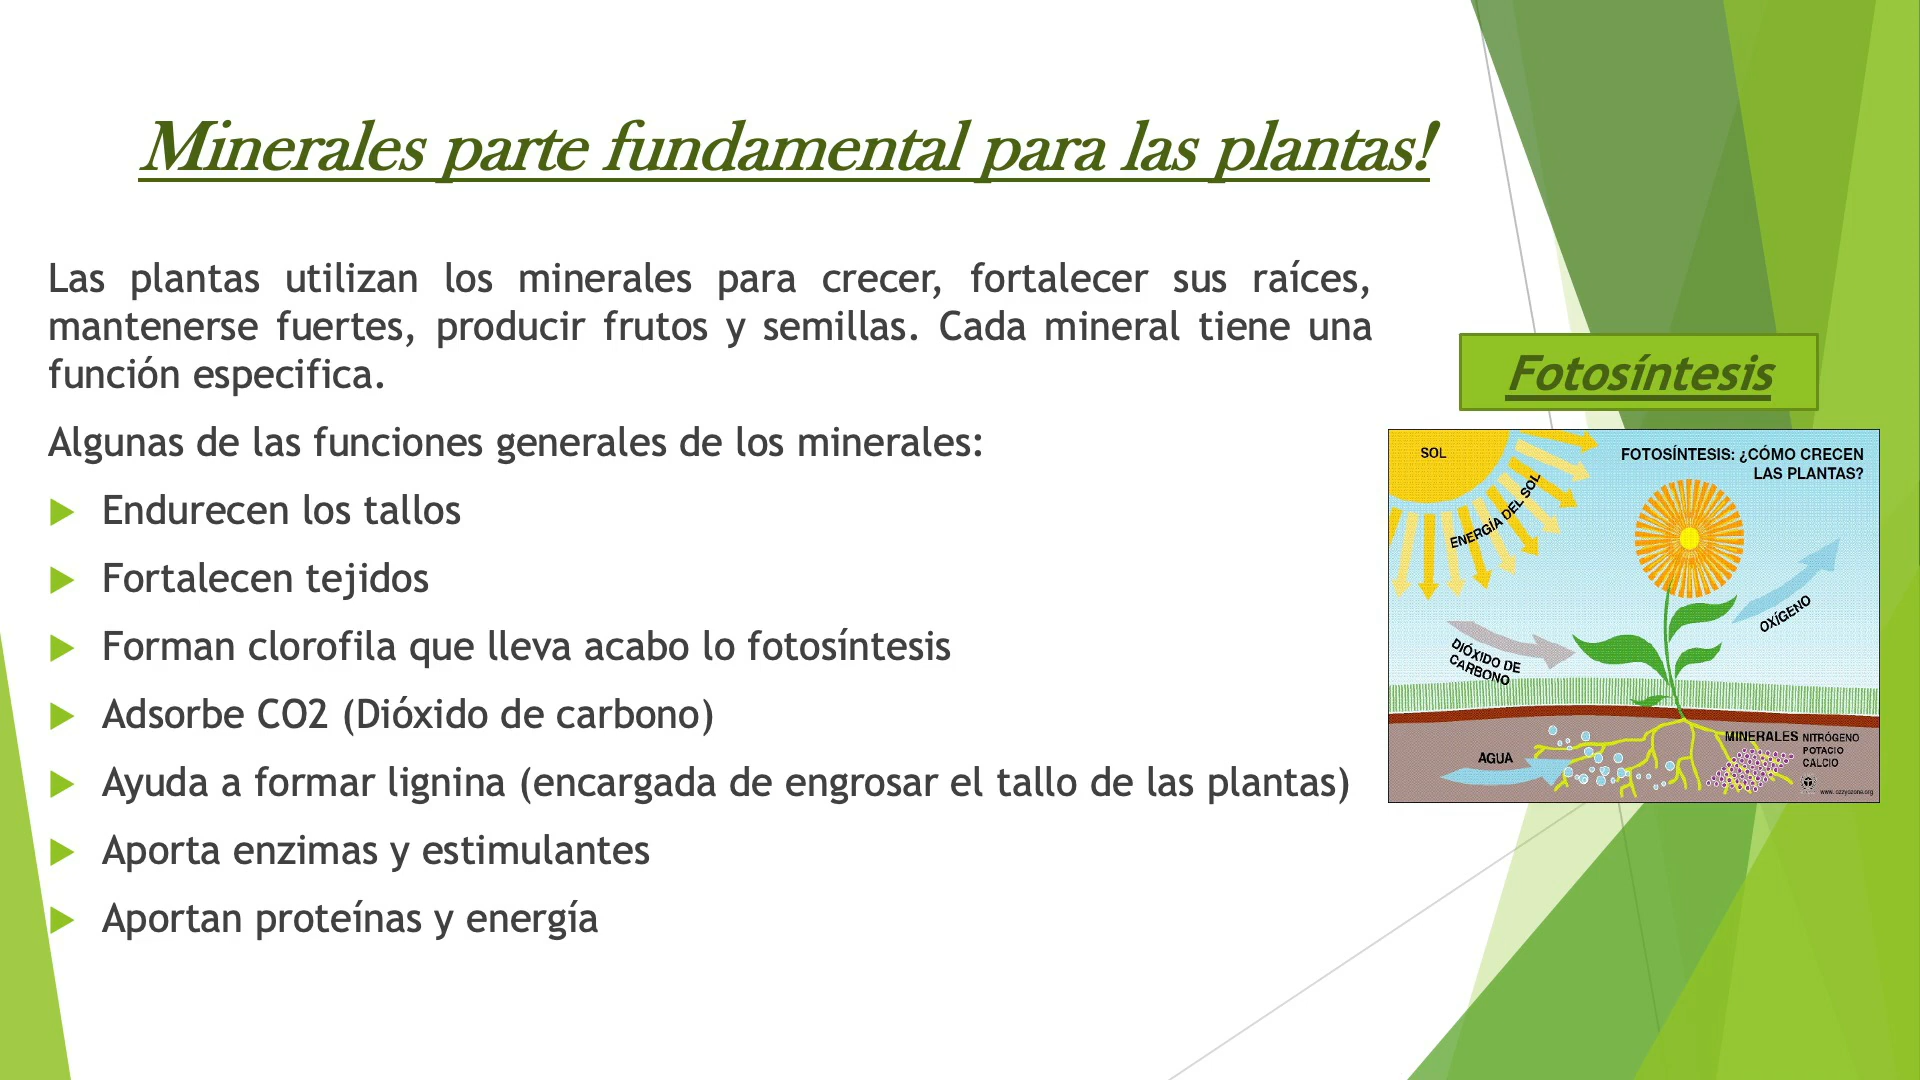 Minerales parte fundamental para las plantas!
Las plantas utilizan los minerales para crecer, fortalecer sus raíces,
mantenerse fuertes, producir frutos y semillas. Cada mineral tiene una
función especifica.
Algunas de las funciones generales de los minerales:
Endurecen los tallos
Fortalecen tejidos
Forman clorofila que lleva acabo lo fotosíntesis
Adsorbe CO2 (Dióxido de carbono)
Ayuda a formar lignina (encargada de engrosar el tallo de las plantas)
Aporta enzimas y estimulantes
Aportan proteínas y energía
Fotosíntesis
SOL
FOTOSÍNTESIS: ¿CÓMO CRECEN
LAS PLANTAS?
ENERGÍA DEL SOL
OXÍGENO
DIÓXIDO DE
CARBONO
AGUA
MINERALES NITRÓGENO
POTACIO
CALCIO
www.ozzyozone.org